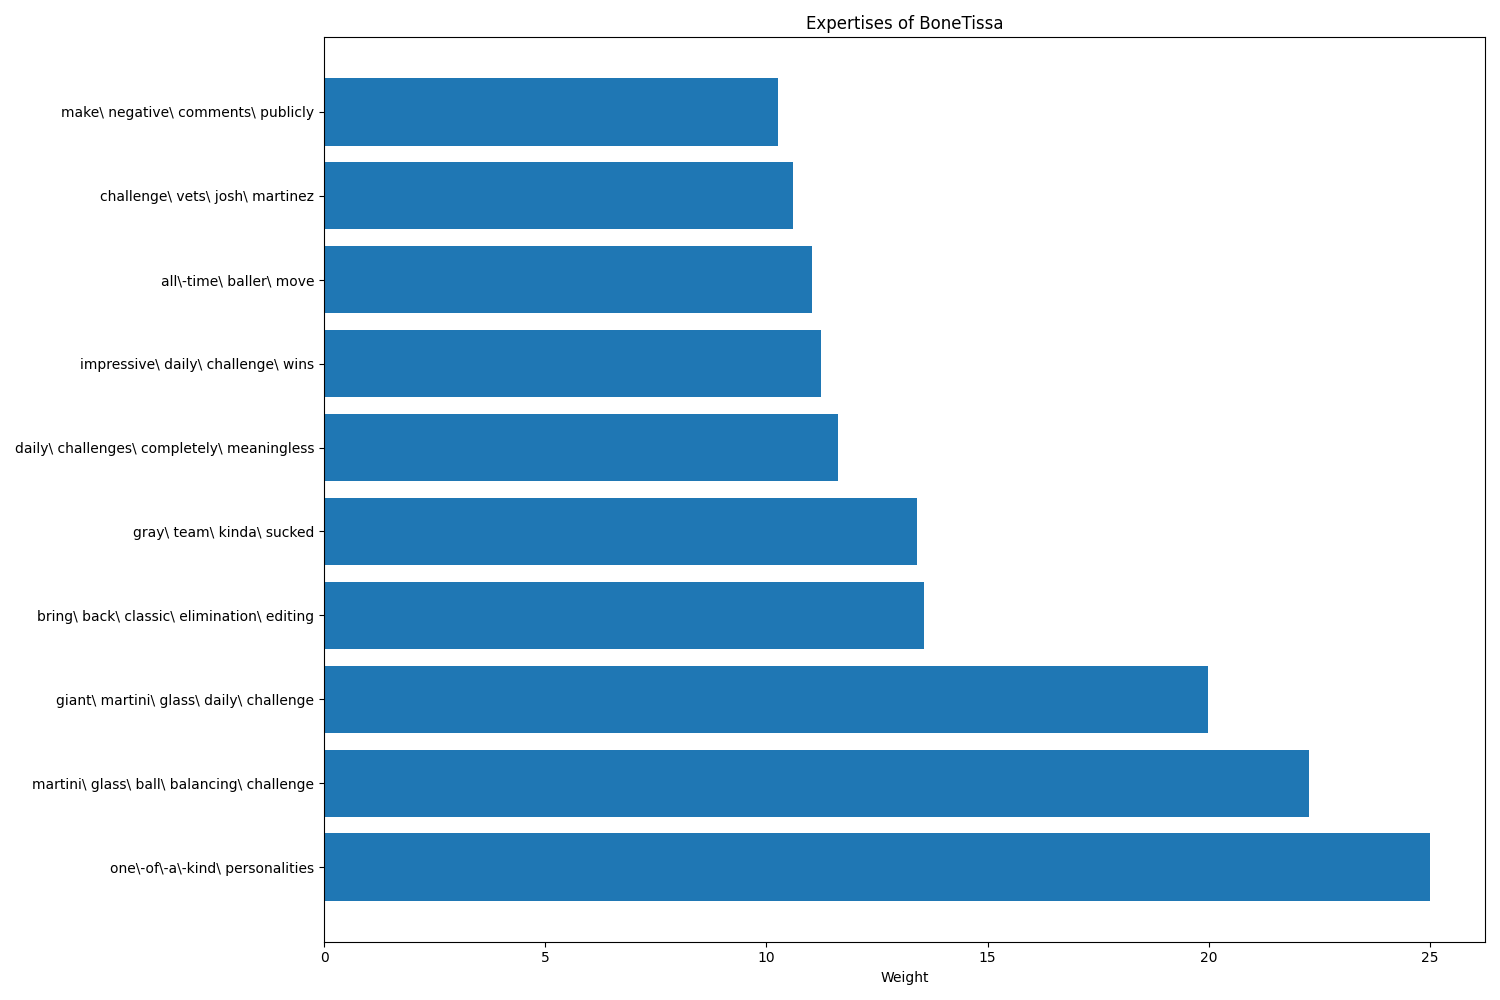 Expertises of BoneTissa
make\ negative\ comments\ publicly
challenge\ vets\ josh\ martinez
all\-time\ baller\ move
impressive\ daily\ challenge\ wins
daily\ challenges\ completely\ meaningless
gray\ team\ kinda\ sucked
bring\ back\ classic\ elimination\ editing
giant\ martini\ glass\ daily\ challenge
martini\ glass\ ball\ balancing\ challenge
one\-of\-a\-kind\ personalities
0 5 10 15 20 25
Weight